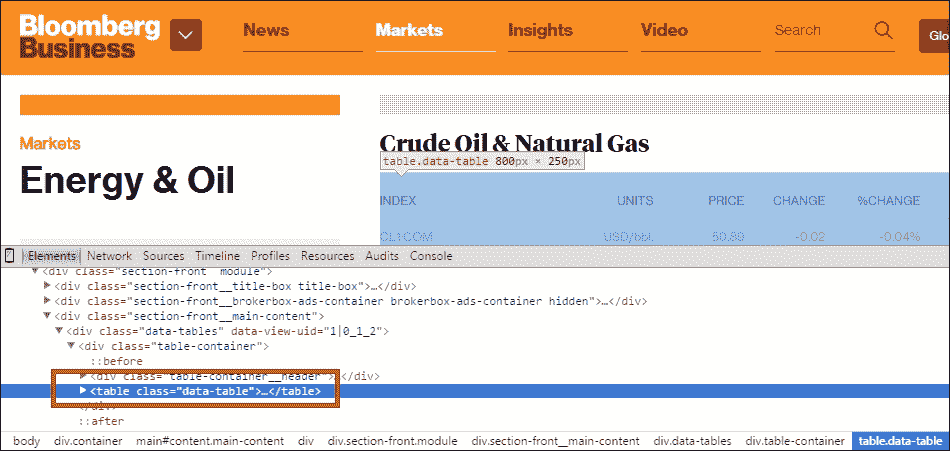 Bloomberg
Business
News
Markets
Insights
Video
Search
Glo
Markets
Energy & Oil
Crude Oil & Natural Gas
table.data-table 800px × 250px
INDEX UNITS PRICE CHANGE %CHANGE
CL1:COM USD/bbl. 50.89 -0.02 -0.04%
Elements Network Sources Timeline Profiles Resources Audits Console
▼<div class="section-front module">
▶<div class="section-front__title-box title-box">…</div>
▶<div class="section-front__brokerbox-ads-container brokerbox-ads-container hidden">…</div>
▼<div class="section-front__main-content">
▼<div class="data-tables" data-view-uid="1|0_1_2">
▼<div class="table-container">
::before
▶<div class="table-container__header">…</div>
▶<table class="data-table">…</table>
</div>
::after
body div.container main#content.main-content div div.section-front.module div.section-front__main-content div.data-tables div.table-container table.data-table